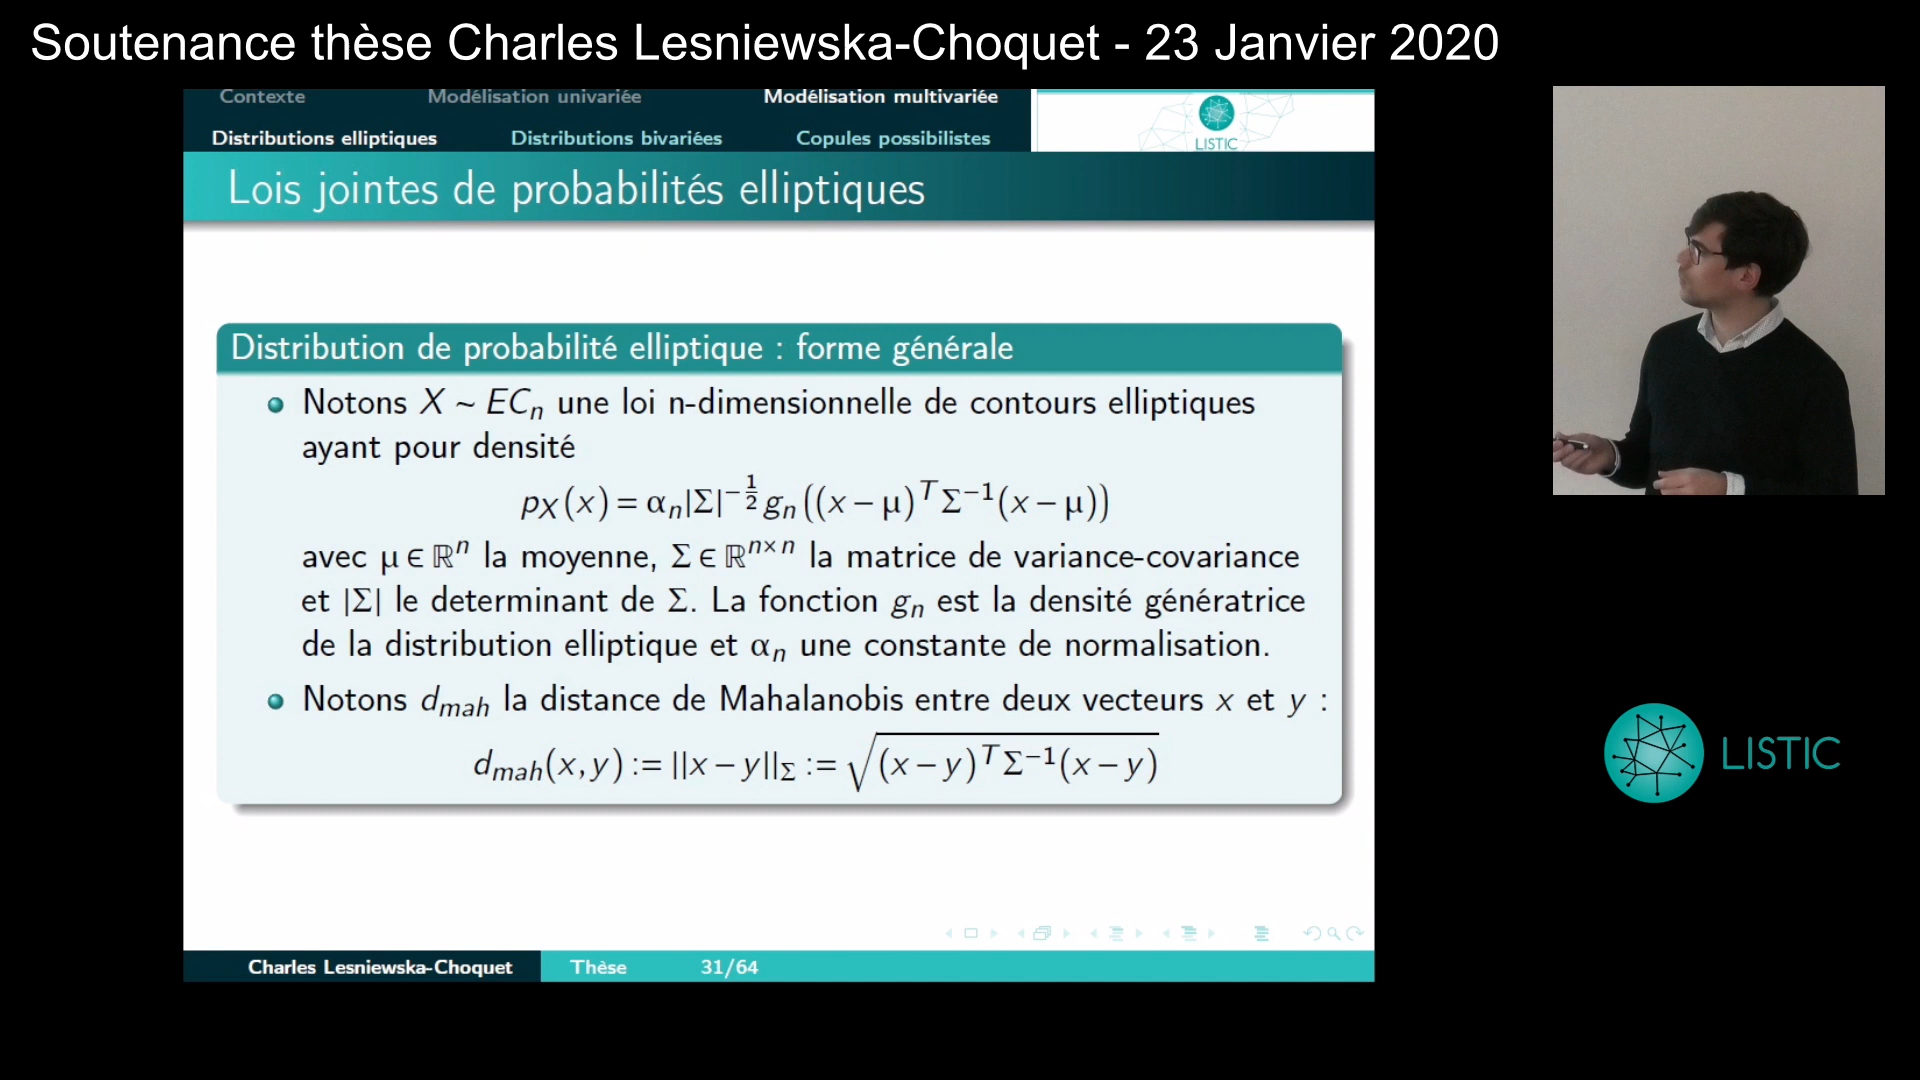 Soutenance thèse Charles Lesniewska-Choquet - 23 Janvier 2020
Contexte Modélisation univariée Modélisation multivariée
Distributions elliptiques Distributions bivariées Copules possibilistes
LISTIC
Lois jointes de probabilités elliptiques
Distribution de probabilité elliptique : forme générale
Notons X ~ EC_n une loi n-dimensionnelle de contours elliptiques
ayant pour densité
p_X(x) = α_n|Σ|^{-1/2} g_n((x − μ)^T Σ^{−1}(x − μ))
avec μ ∈ ℝ^n la moyenne, Σ ∈ ℝ^{n×n} la matrice de variance-covariance
et |Σ| le determinant de Σ. La fonction g_n est la densité génératrice
de la distribution elliptique et α_n une constante de normalisation.
Notons d_mah la distance de Mahalanobis entre deux vecteurs x et y :
d_mah(x,y) := ||x − y||_Σ := √((x − y)^T Σ^{−1}(x − y))
LISTIC
Charles Lesniewska-Choquet Thèse 31/64